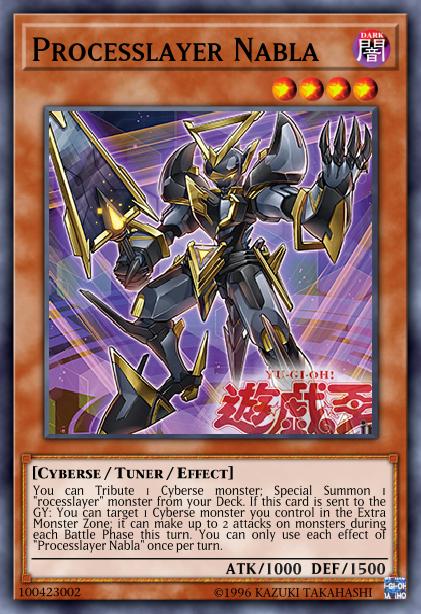 Processlayer Nabla
DARK
闇
YU-GI-OH!
遊戯王
[Cyberse / Tuner / Effect]
You can Tribute 1 Cyberse monster; Special Summon 1
"rocesslayer" monster from your Deck. If this card is sent to the
GY: You can target 1 Cyberse monster you control in the Extra
Monster Zone; it can make up to 2 attacks on monsters during
each Battle Phase this turn. You can only use each effect of
"Processlayer Nabla" once per turn.
ATK/1000 DEF/1500
100423002
©1996 KAZUKI TAKAHASHI